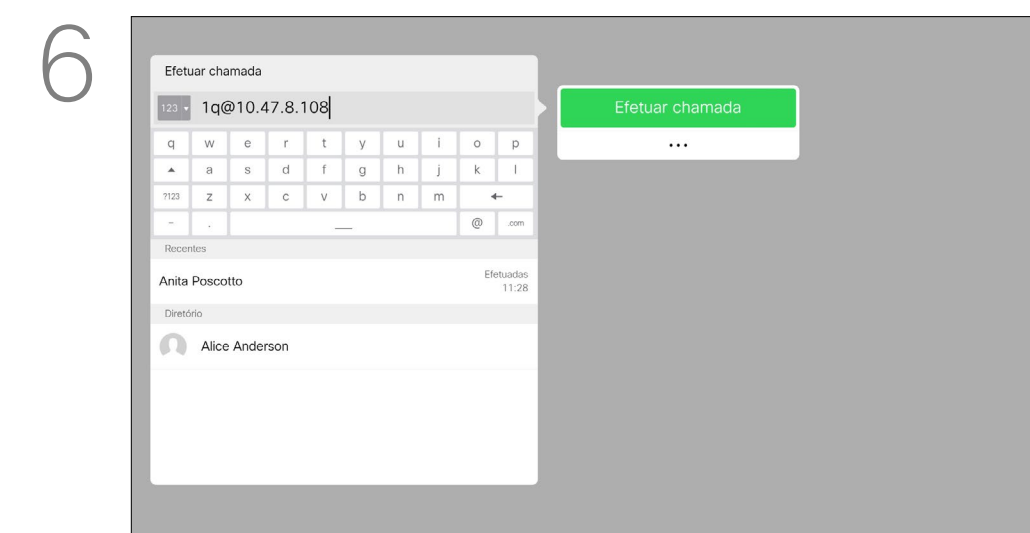 6
Efetuar chamada
123 1q@10.47.8.108
Efetuar chamada
...
q w e r t y u i o p
a s d f g h j k l
?123 z x c v b n m
- . @ .com
Recentes
Anita Poscotto
Efetuadas
11:28
Diretório
Alice Anderson